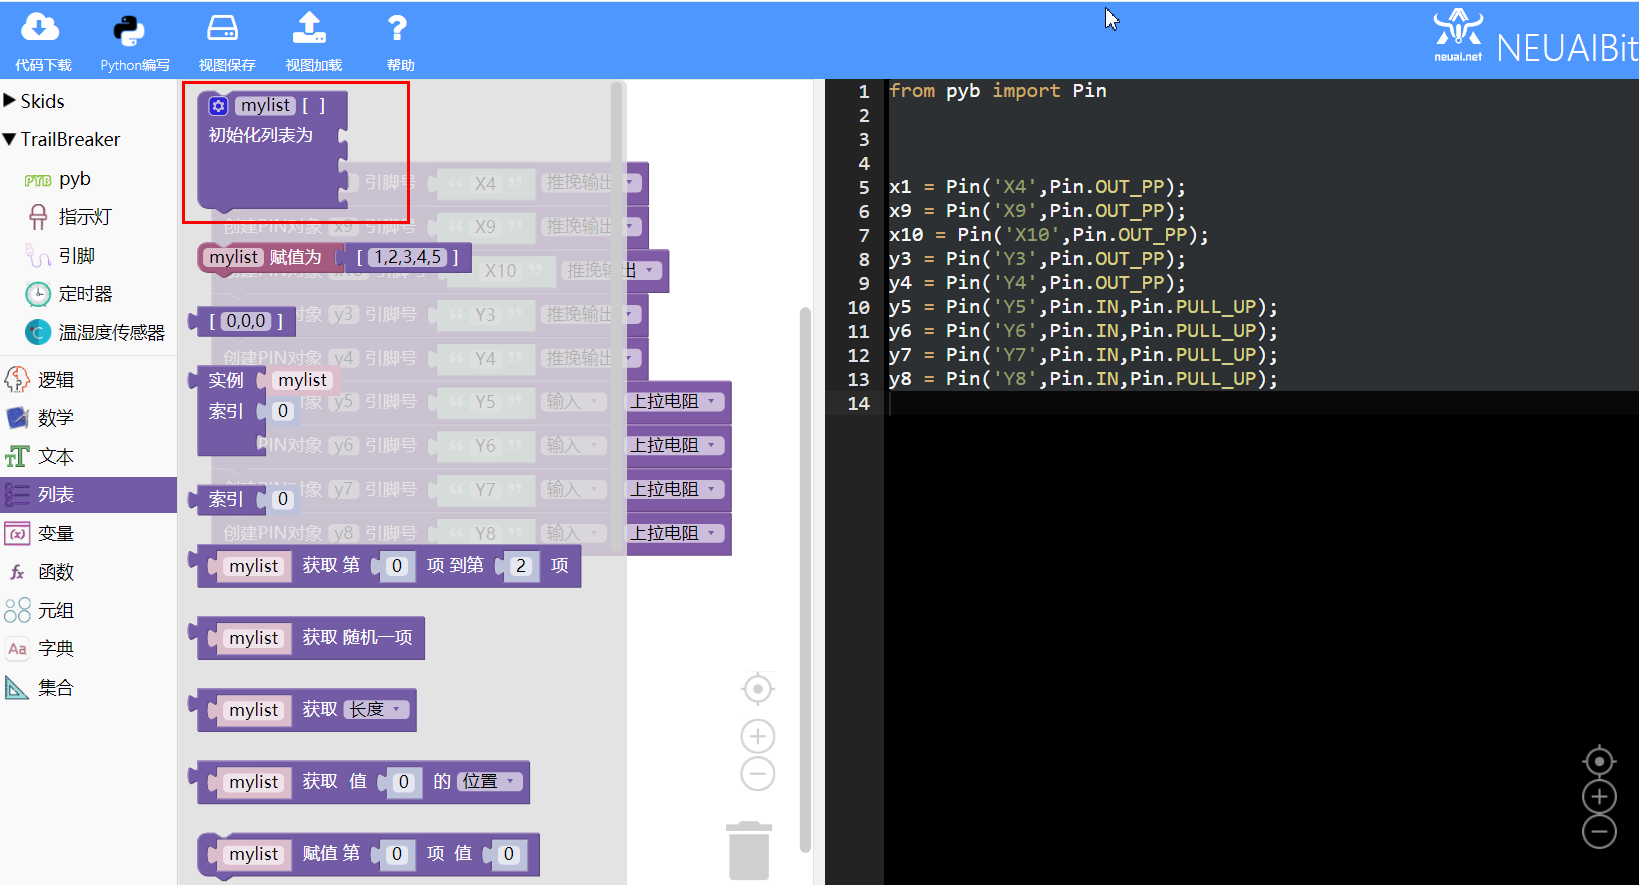 代码下载
Python编写
视图保存
视图加载
帮助
neuai.net
NEUAIBit
Skids
TrailBreaker
PYB pyb
指示灯
引脚
定时器
温湿度传感器
逻辑
数学
文本
列表
(x) 变量
fx 函数
元组
Aa 字典
集合
mylist [ ]
初始化列表为
引脚号 “ X4 ” 推挽输出
创建PIN对象 x9 引脚号 “ X9 ” 推挽输出
mylist 赋值为 [ 1,2,3,4,5 ]
X10 ” 推挽输出
[ 0,0,0 ]
对象 y3 引脚号 “ Y3 ” 推挽输出
创建PIN对象 y4 引脚号 “ Y4 ” 推挽输出
实例 mylist
索引 0
对象 y5 引脚号 “ Y5 ” 输入 上拉电阻
PIN对象 y6 引脚号 “ Y6 ” 输入 上拉电阻
索引 0
对象 y7 引脚号 “ Y7 ” 输入 上拉电阻
创建PIN对象 y8 引脚号 “ Y8 ” 输入 上拉电阻
mylist 获取 第 0 项 到第 2 项
mylist 获取 随机一项
mylist 获取 长度
mylist 获取 值 0 的 位置
mylist 赋值 第 0 项 值 0
1 from pyb import Pin
2
3
4
5 x1 = Pin('X4',Pin.OUT_PP);
6 x9 = Pin('X9',Pin.OUT_PP);
7 x10 = Pin('X10',Pin.OUT_PP);
8 y3 = Pin('Y3',Pin.OUT_PP);
9 y4 = Pin('Y4',Pin.OUT_PP);
10 y5 = Pin('Y5',Pin.IN,Pin.PULL_UP);
11 y6 = Pin('Y6',Pin.IN,Pin.PULL_UP);
12 y7 = Pin('Y7',Pin.IN,Pin.PULL_UP);
13 y8 = Pin('Y8',Pin.IN,Pin.PULL_UP);
14